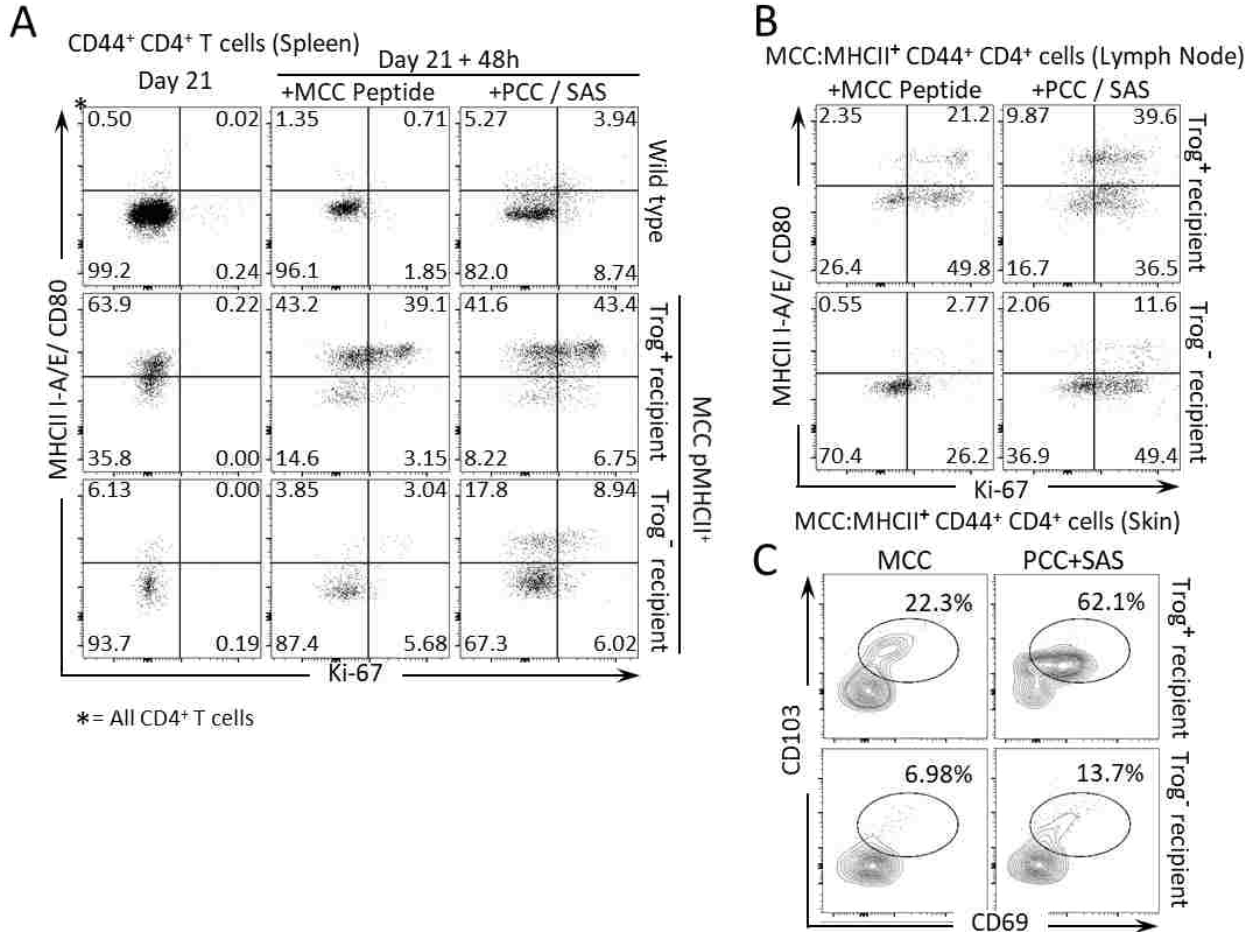 A
CD44⁺ CD4⁺ T cells (Spleen)
Day 21
Day 21 + 48h
+MCC Peptide
+PCC / SAS
*
0.50 0.02
99.2 0.24
1.35 0.71
96.1 1.85
5.27 3.94
82.0 8.74
Wild type
63.9 0.22
35.8 0.00
43.2 39.1
14.6 3.15
41.6 43.4
8.22 6.75
Trog⁺ recipient
6.13 0.00
93.7 0.19
3.85 3.04
87.4 5.68
17.8 8.94
67.3 6.02
Trog⁻ recipient
MCC pMHCII⁺
MHCII I-A/E/ CD80
Ki-67
*= All CD4⁺ T cells
B
MCC:MHCII⁺ CD44⁺ CD4⁺ cells (Lymph Node)
+MCC Peptide
+PCC / SAS
2.35 21.2
26.4 49.8
9.87 39.6
16.7 36.5
Trog⁺ recipient
0.55 2.77
70.4 26.2
2.06 11.6
36.9 49.4
Trog⁻ recipient
MHCII I-A/E/ CD80
Ki-67
MCC:MHCII⁺ CD44⁺ CD4⁺ cells (Skin)
C
MCC
PCC+SAS
22.3%
62.1%
Trog⁺ recipient
6.98%
13.7%
Trog⁻ recipient
CD103
CD69